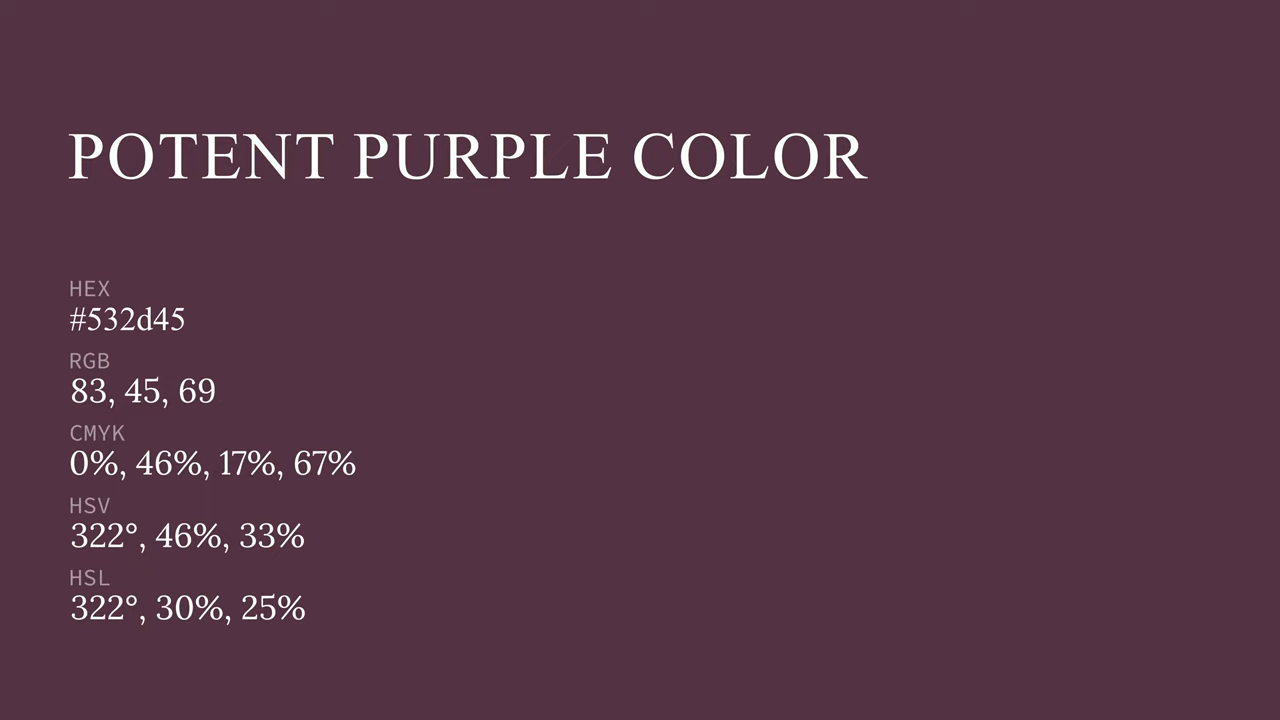 POTENT PURPLE COLOR
HEX
#532d45
RGB
83, 45, 69
CMYK
0%, 46%, 17%, 67%
HSV
322°, 46%, 33%
HSL
322°, 30%, 25%